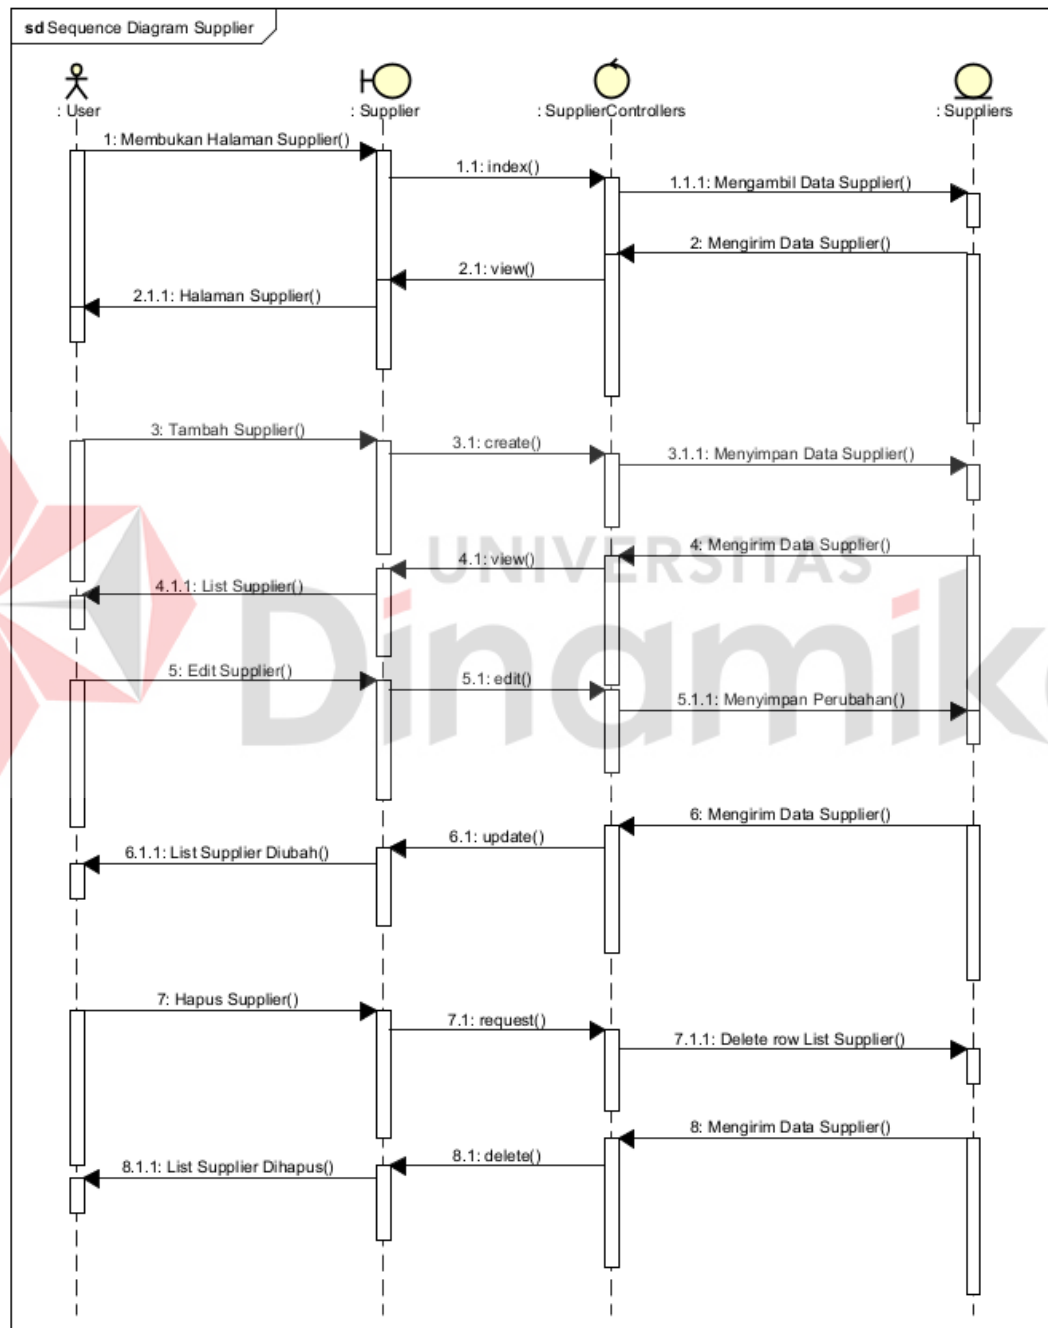 sd Sequence Diagram Supplier
: User
: Supplier
: SupplierControllers
: Suppliers
1: Membukan Halaman Supplier()
1.1: index()
1.1.1: Mengambil Data Supplier()
2: Mengirim Data Supplier()
2.1: view()
2.1.1: Halaman Supplier()
3: Tambah Supplier()
3.1: create()
3.1.1: Menyimpan Data Supplier()
4: Mengirim Data Supplier()
4.1: view()
4.1.1: List Supplier()
UNIVERSITAS
Dinamik
5: Edit Supplier()
5.1: edit()
5.1.1: Menyimpan Perubahan()
6: Mengirim Data Supplier()
6.1: update()
6.1.1: List Supplier Diubah()
7: Hapus Supplier()
7.1: request()
7.1.1: Delete row List Supplier()
8: Mengirim Data Supplier()
8.1: delete()
8.1.1: List Supplier Dihapus()